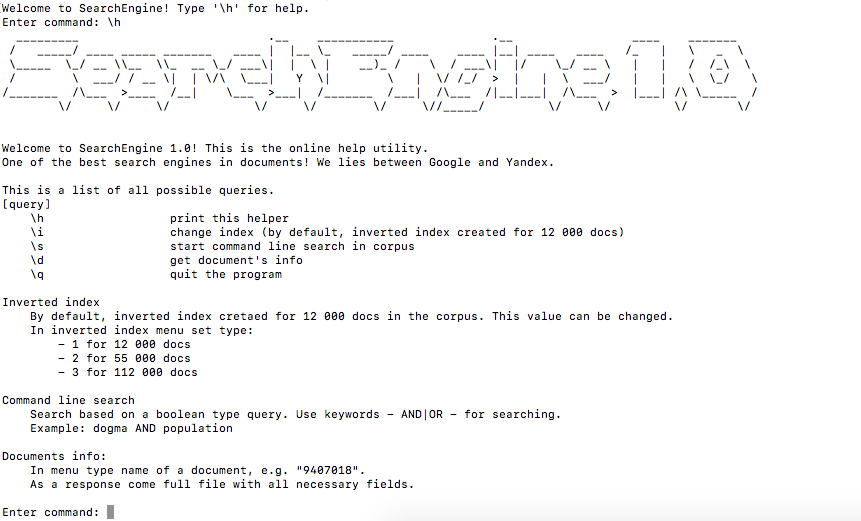 Welcome to SearchEngine! Type '\h' for help.
Enter command: \h
SearchEngine1.0
Welcome to SearchEngine 1.0! This is the online help utility.
One of the best search engines in documents! We lies between Google and Yandex.
This is a list of all possible queries.
[query]
\h print this helper
\i change index (by default, inverted index created for 12 000 docs)
\s start command line search in corpus
\d get document's info
\q quit the program
Inverted index
By default, inverted index cretaed for 12 000 docs in the corpus. This value can be changed.
In inverted index menu set type:
– 1 for 12 000 docs
– 2 for 55 000 docs
– 3 for 112 000 docs
Command line search
Search based on a boolean type query. Use keywords – AND|OR – for searching.
Example: dogma AND population
Documents info:
In menu type name of a document, e.g. "9407018".
As a response come full file with all necessary fields.
Enter command: